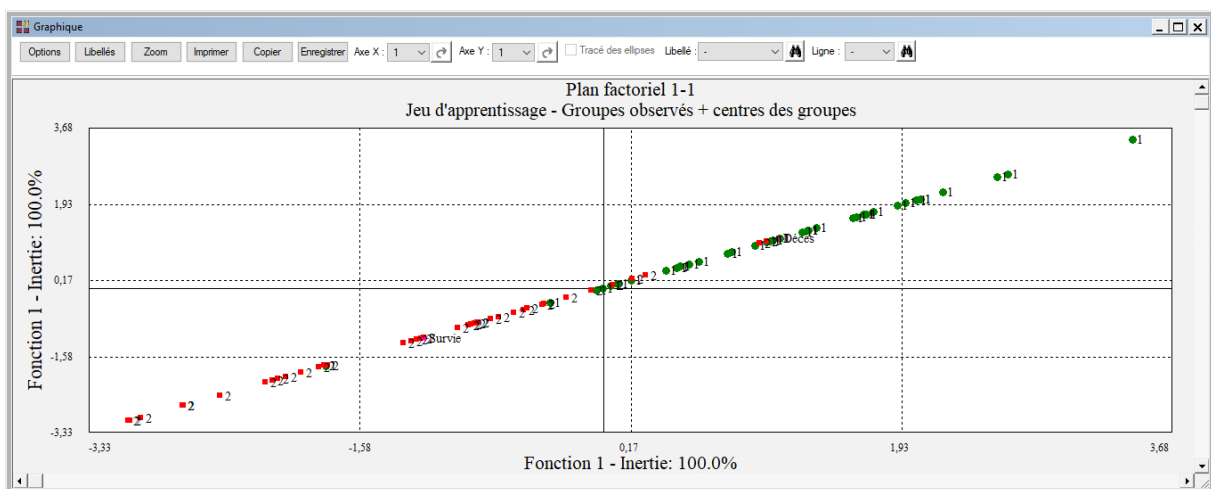 Graphique
Options Libellés Zoom Imprimer Copier Enregistrer Axe X : 1 Axe Y : 1 Tracé des ellipses Libellé : - Ligne : -
Plan factoriel 1-1
Jeu d'apprentissage - Groupes observés + centres des groupes
3,68
1,93
0,17
-1,58
-3,33
Fonction 1 - Inertie: 100.0%
Décès
Survie
-3,33 -1,58 0,17 1,93 3,68
Fonction 1 - Inertie: 100.0%